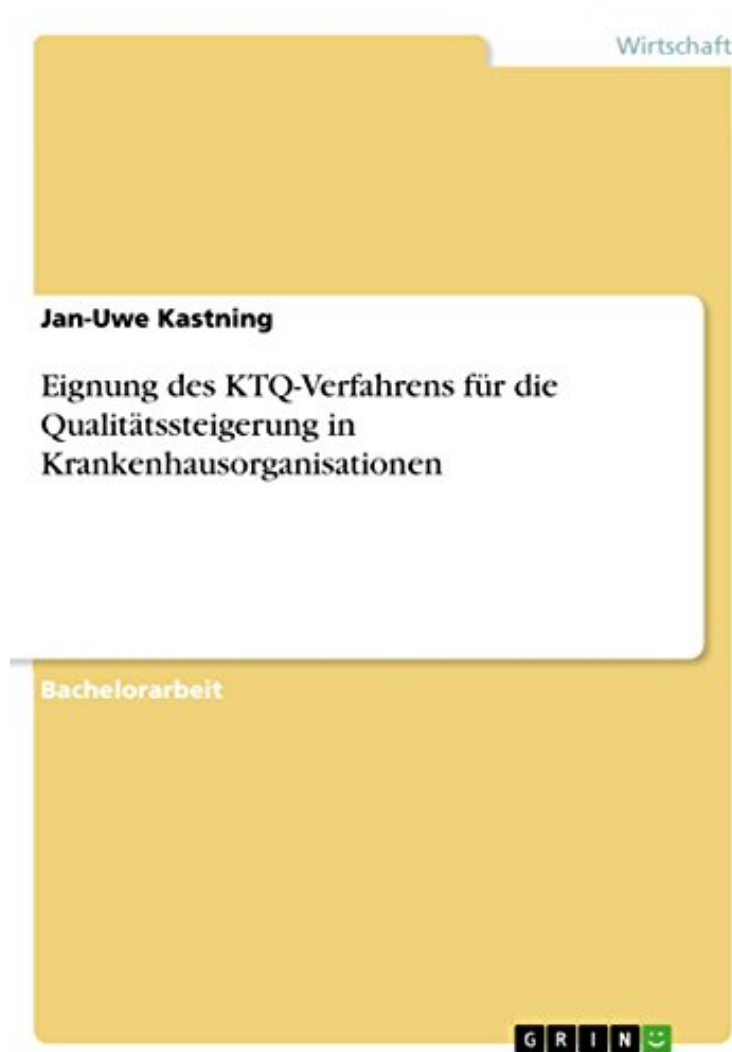 Wirtschaft
Jan-Uwe Kastning
Eignung des KTQ-Verfahrens für die
Qualitätssteigerung in
Krankenhausorganisationen
Bachelorarbeit
GRIN